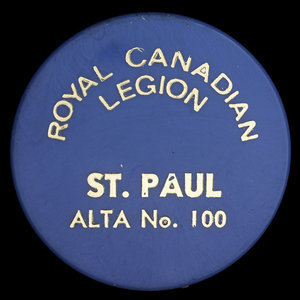 ROYAL CANADIAN
LEGION
ST. PAUL
ALTA No. 100